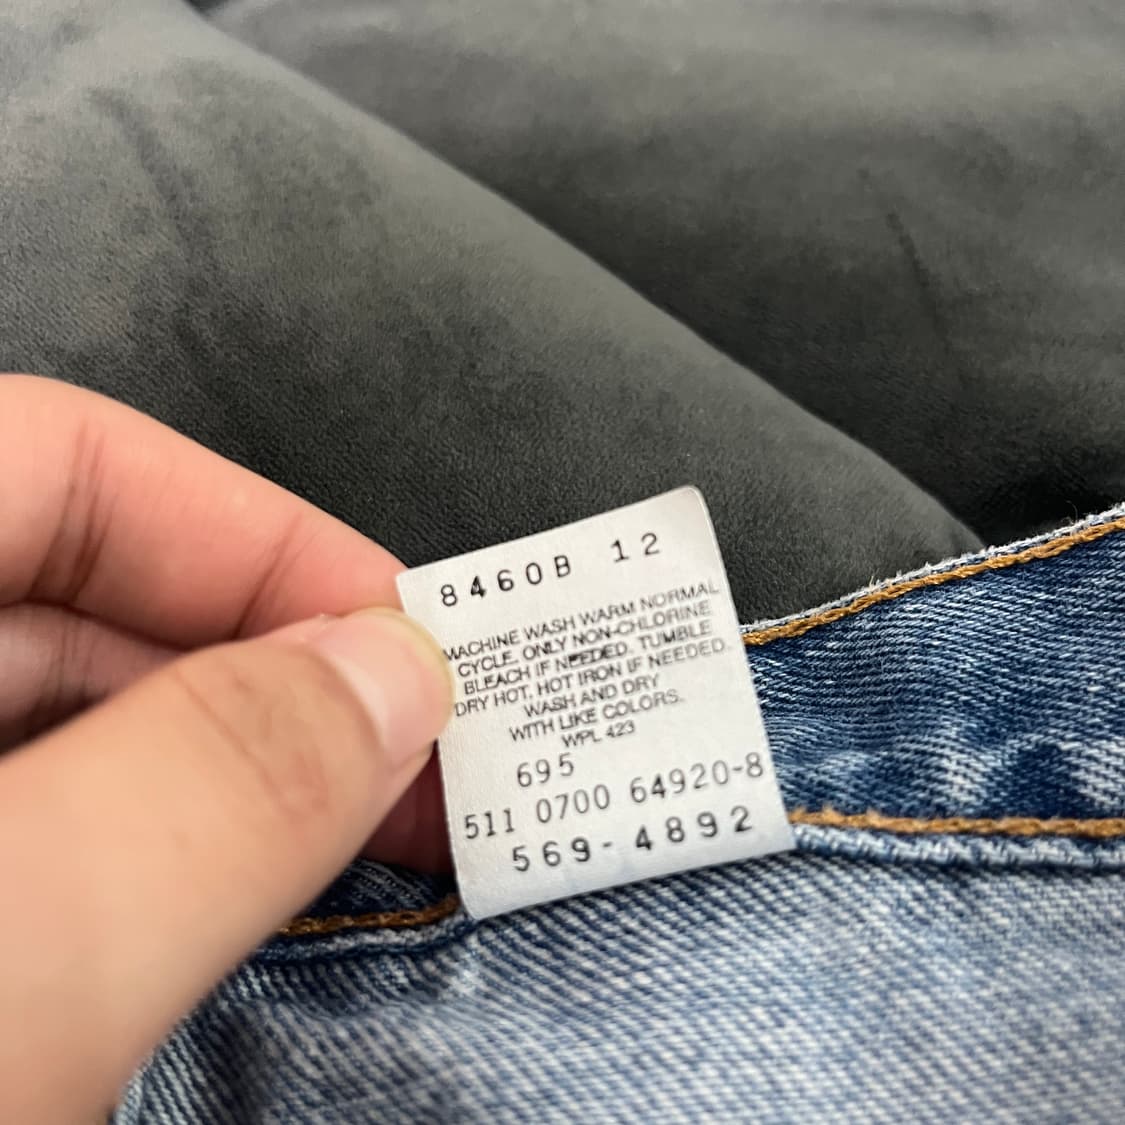 8460B 12
MACHINE WASH WARM NORMAL
CYCLE. ONLY NON-CHLORINE
BLEACH IF NEEDED. TUMBLE
DRY HOT, HOT IRON IF NEEDED.
WASH AND DRY
WITH LIKE COLORS.
WPL 423
695
511 0700 64920-8
569-4892